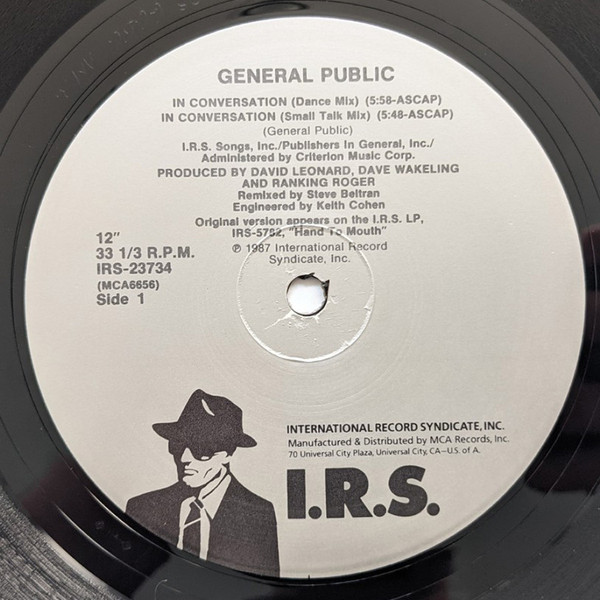 GENERAL PUBLIC
IN CONVERSATION (Dance Mix) (5:58-ASCAP)
IN CONVERSATION (Small Talk Mix) (5:48-ASCAP)
(General Public)
I.R.S. Songs, Inc./Publishers In General, Inc./
Administered by Criterion Music Corp.
PRODUCED BY DAVID LEONARD, DAVE WAKELING
AND RANKING ROGER
Remixed by Steve Beltran
Engineered by Keith Cohen
Original version appears on the I.R.S. LP,
IRS-5782, "Hand To Mouth"
℗ 1987 International Record
Syndicate, Inc.
12"
33 1/3 R.P.M.
IRS-23734
(MCA6656)
Side 1
INTERNATIONAL RECORD SYNDICATE, INC.
Manufactured & Distributed by MCA Records, Inc.
70 Universal City Plaza, Universal City, CA–U.S. of A.
I.R.S.